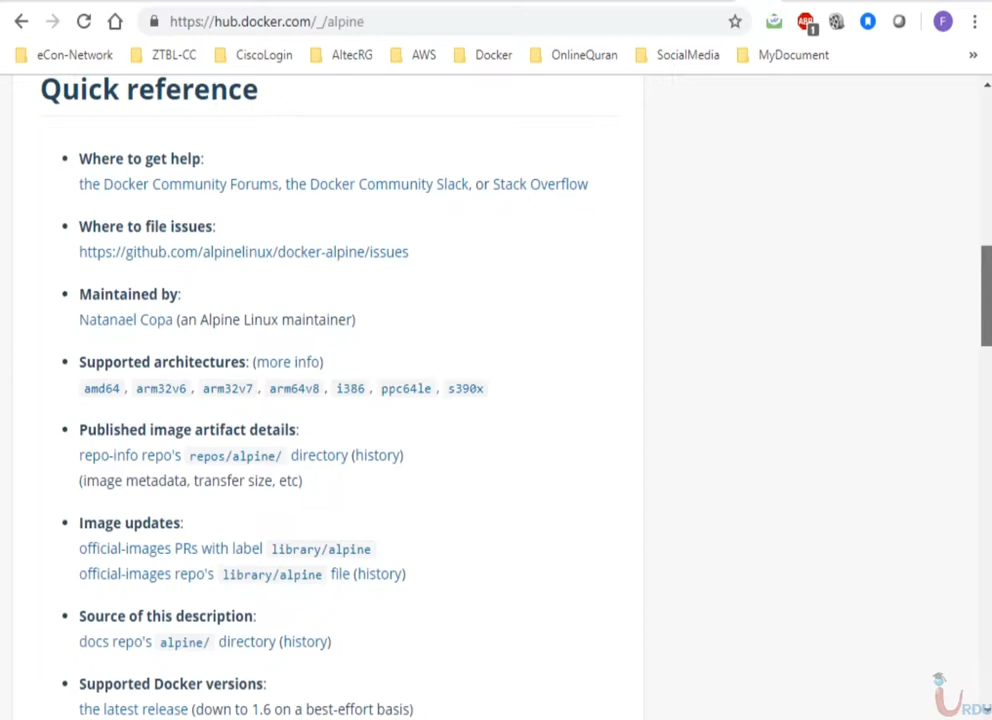 https://hub.docker.com/_/alpine
ABP
1
F
eCon-Network ZTBL-CC CiscoLogin AltecRG AWS Docker OnlineQuran SocialMedia MyDocument »
Quick reference
• Where to get help:
the Docker Community Forums, the Docker Community Slack, or Stack Overflow
• Where to file issues:
https://github.com/alpinelinux/docker-alpine/issues
• Maintained by:
Natanael Copa (an Alpine Linux maintainer)
• Supported architectures: (more info)
amd64 , arm32v6 , arm32v7 , arm64v8 , i386 , ppc64le , s390x
• Published image artifact details:
repo-info repo's repos/alpine/ directory (history)
(image metadata, transfer size, etc)
• Image updates:
official-images PRs with label library/alpine
official-images repo's library/alpine file (history)
• Source of this description:
docs repo's alpine/ directory (history)
• Supported Docker versions:
the latest release (down to 1.6 on a best-effort basis)
URDU